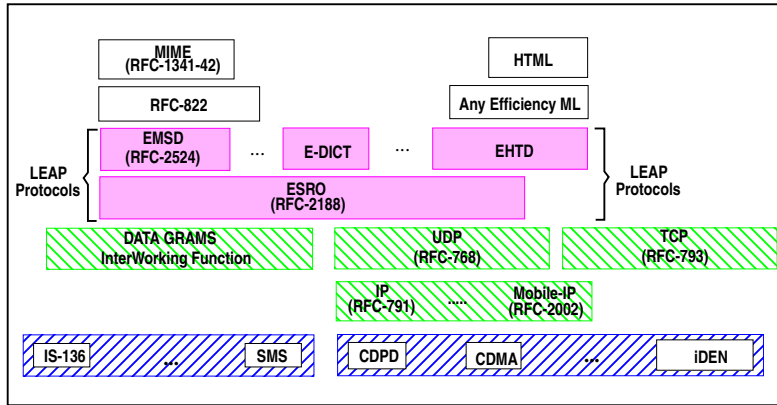 MIME
(RFC-1341-42)
HTML
RFC-822
Any Efficiency ML
LEAP
Protocols
EMSD
(RFC-2524)
...
E-DICT
...
EHTD
LEAP
Protocols
ESRO
(RFC-2188)
DATA GRAMS
InterWorking Function
UDP
(RFC-768)
TCP
(RFC-793)
IP
(RFC-791)
.....
Mobile-IP
(RFC-2002)
IS-136
...
SMS
CDPD
CDMA
...
iDEN